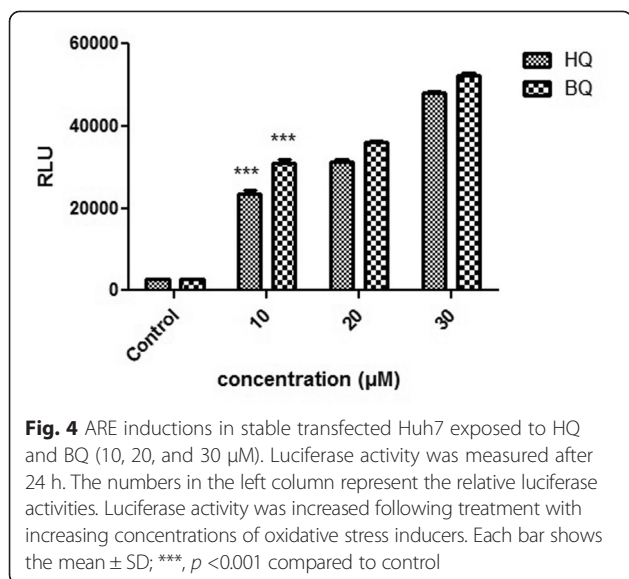 60000
40000
20000
0
RLU
***
***
HQ
BQ
Control
10
20
30
concentration (µM)
Fig. 4 ARE inductions in stable transfected Huh7 exposed to HQ
and BQ (10, 20, and 30 μM). Luciferase activity was measured after
24 h. The numbers in the left column represent the relative luciferase
activities. Luciferase activity was increased following treatment with
increasing concentrations of oxidative stress inducers. Each bar shows
the mean ± SD; ***, p <0.001 compared to control